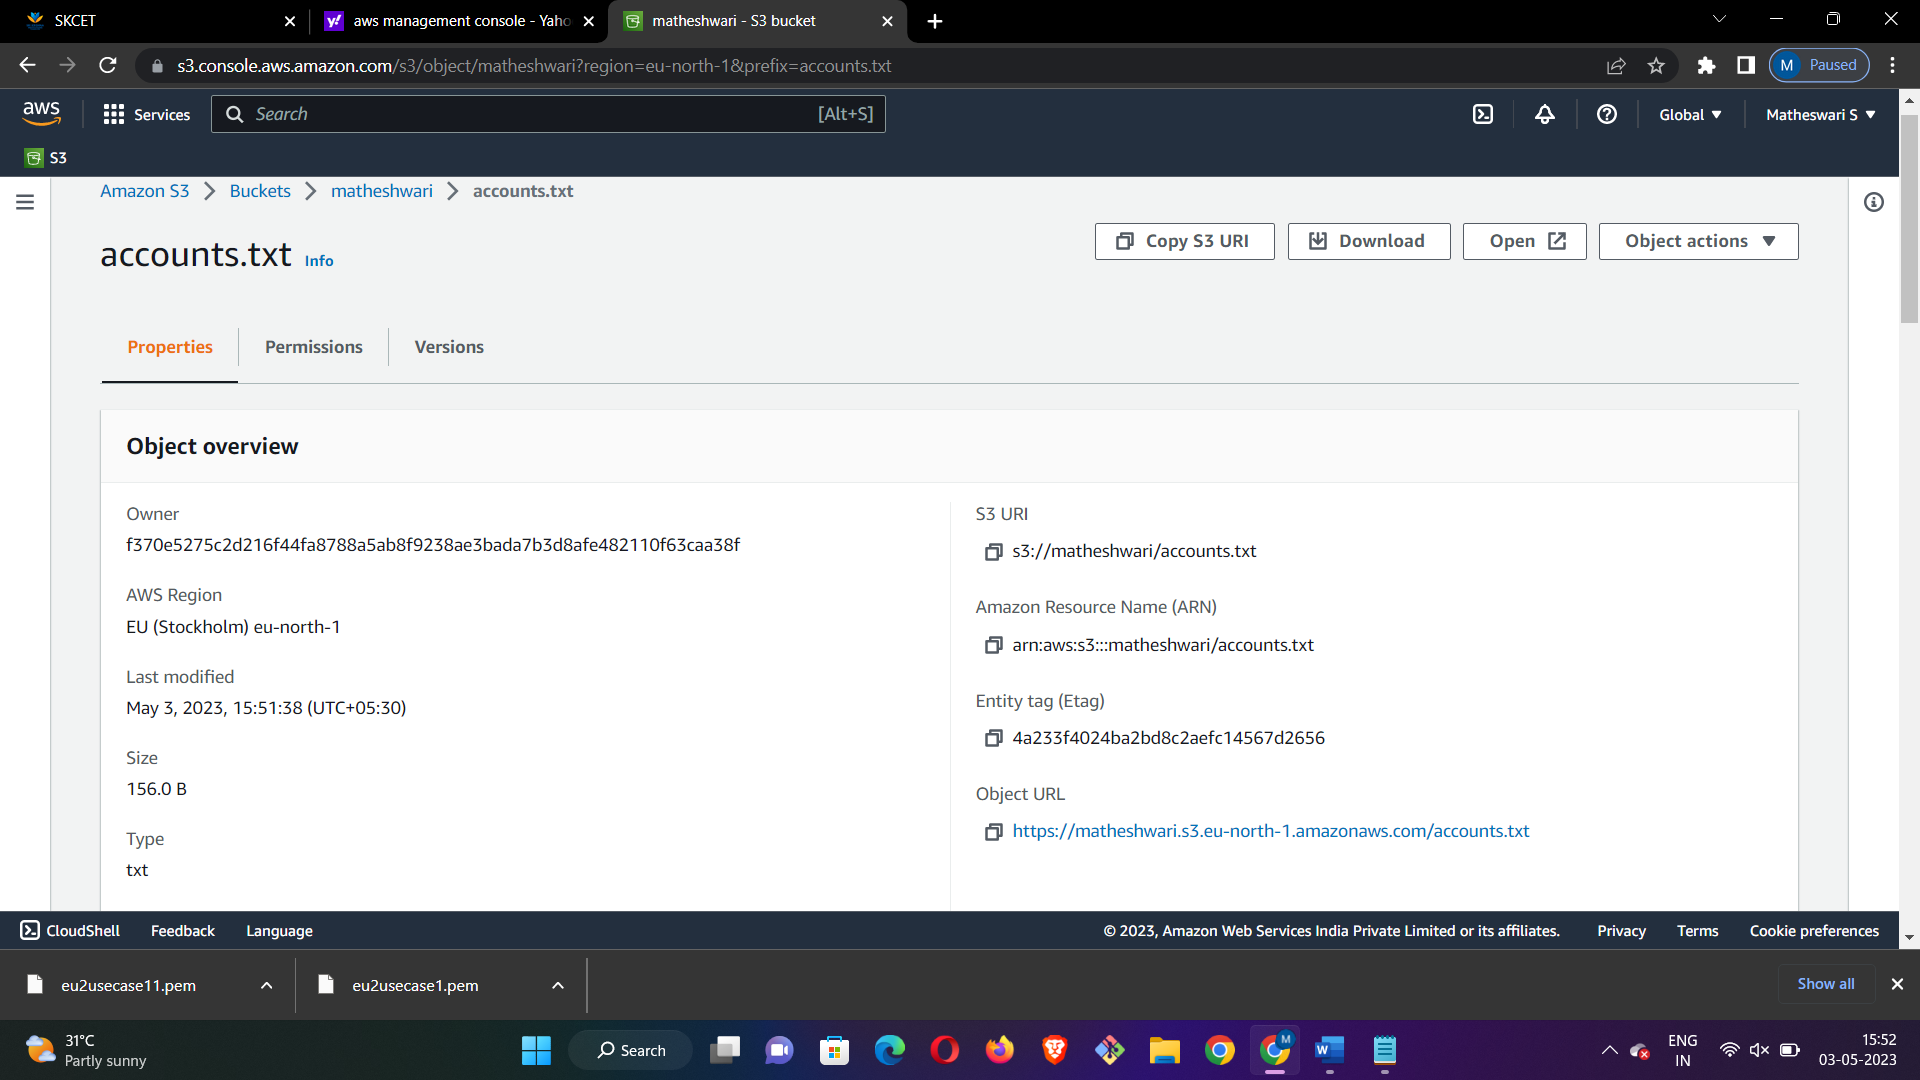 SKCET
aws management console - Yaho
matheshwari - S3 bucket
s3.console.aws.amazon.com/s3/object/matheshwari?region=eu-north-1&prefix=accounts.txt
M Paused
aws
Services
Search
[Alt+S]
Global
Matheswari S
S3
Amazon S3 > Buckets > matheshwari > accounts.txt
accounts.txt Info
Copy S3 URI
Download
Open
Object actions
Properties
Permissions
Versions
Object overview
Owner
f370e5275c2d216f44fa8788a5ab8f9238ae3bada7b3d8afe482110f63caa38f
AWS Region
EU (Stockholm) eu-north-1
Last modified
May 3, 2023, 15:51:38 (UTC+05:30)
Size
156.0 B
Type
txt
S3 URI
s3://matheshwari/accounts.txt
Amazon Resource Name (ARN)
arn:aws:s3:::matheshwari/accounts.txt
Entity tag (Etag)
4a233f4024ba2bd8c2aefc14567d2656
Object URL
https://matheshwari.s3.eu-north-1.amazonaws.com/accounts.txt
CloudShell
Feedback
Language
© 2023, Amazon Web Services India Private Limited or its affiliates.
Privacy
Terms
Cookie preferences
eu2usecase11.pem
eu2usecase1.pem
Show all
31°C
Partly sunny
Search
M
W
ENG
IN
15:52
03-05-2023